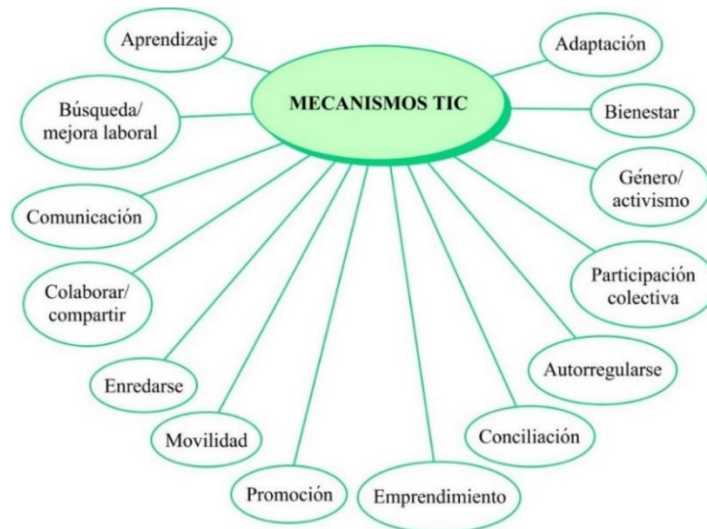 MECANISMOS TIC
Aprendizaje
Búsqueda/
mejora laboral
Comunicación
Colaborar/
compartir
Enredarse
Movilidad
Promoción
Emprendimiento
Conciliación
Autorregularse
Participación
colectiva
Género/
activismo
Bienestar
Adaptación